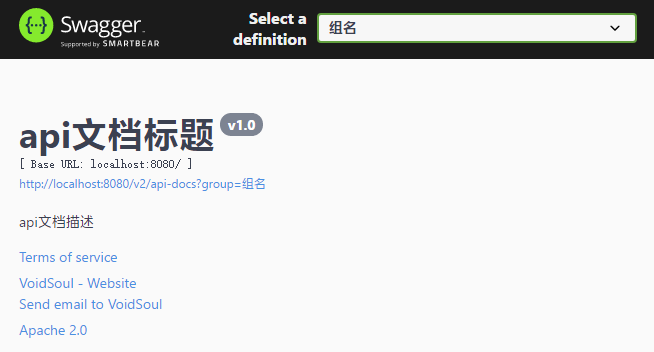 Swagger
Supported by SMARTBEAR
Select a
definition
组名
api文档标题 v1.0
[ Base URL: localhost:8080/ ]
http://localhost:8080/v2/api-docs?group=组名
api文档描述
Terms of service
VoidSoul - Website
Send email to VoidSoul
Apache 2.0